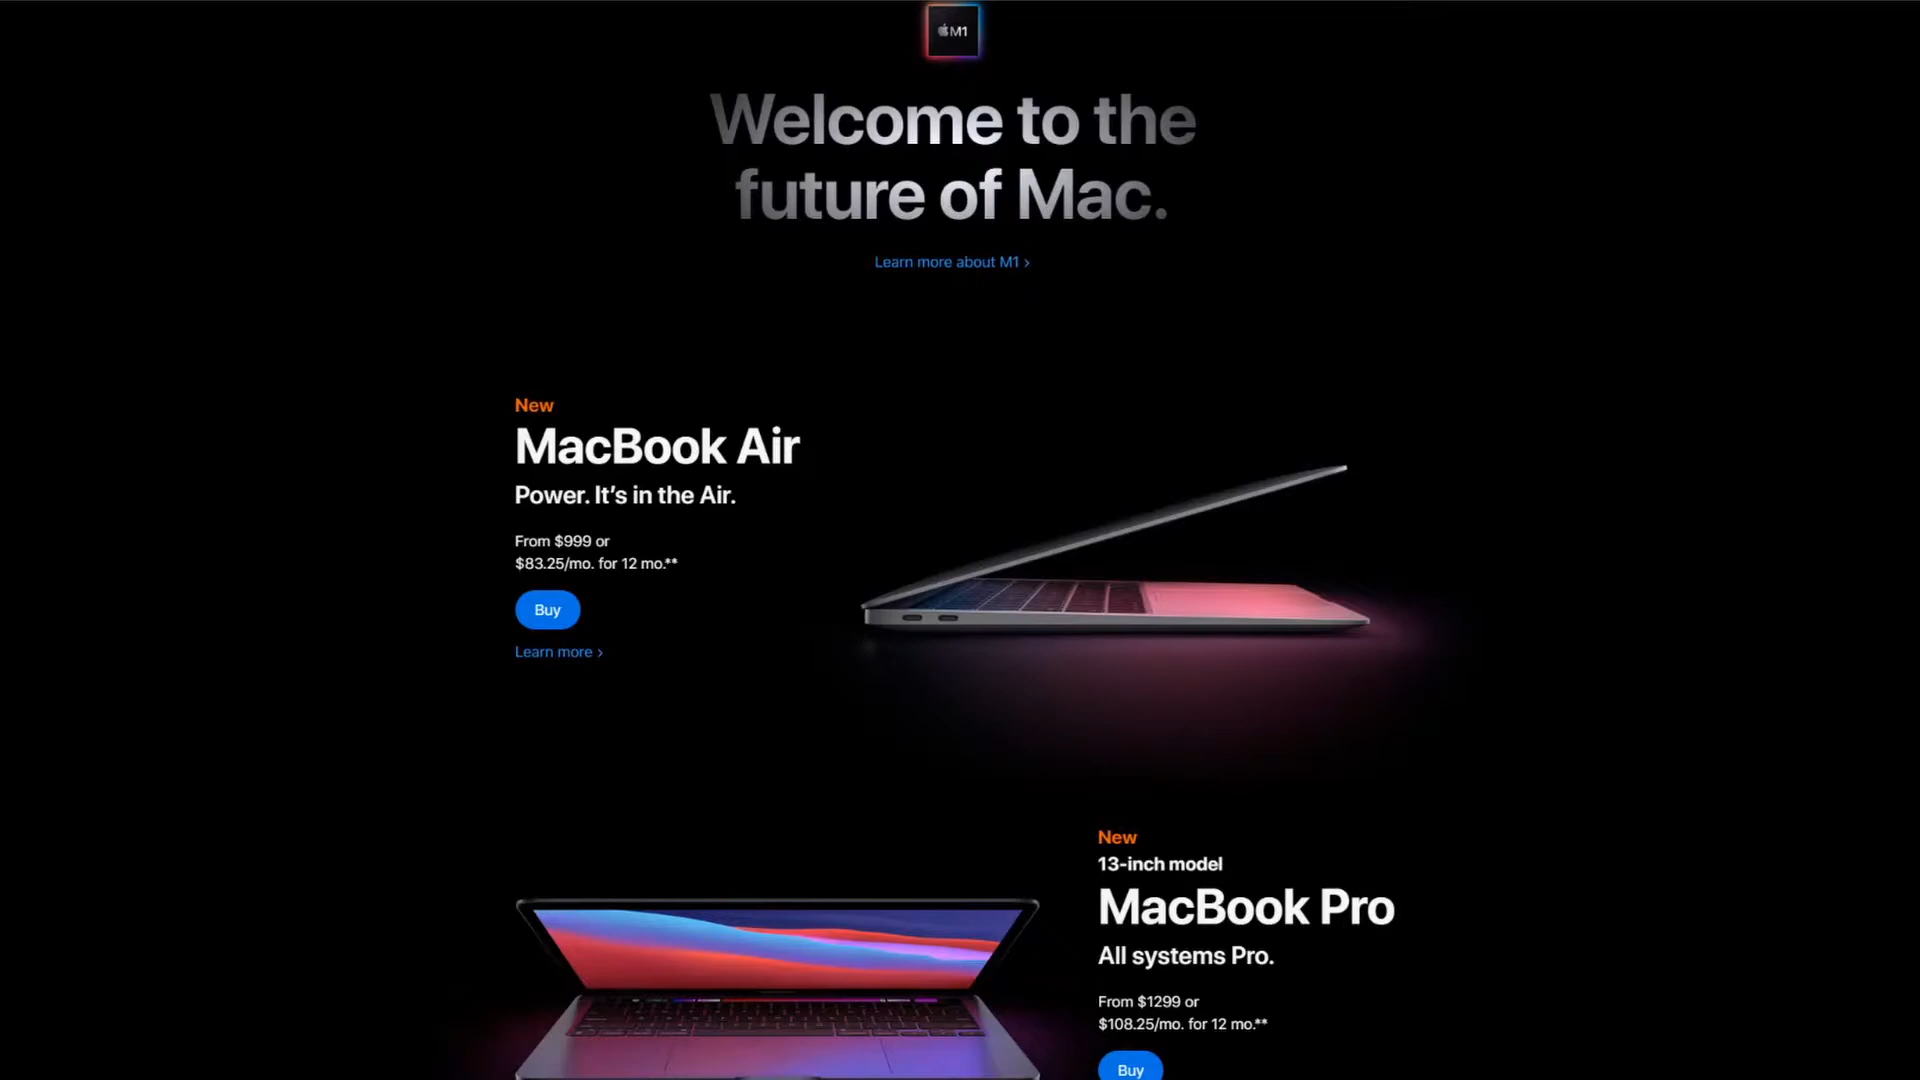 M1
Welcome to the
future of Mac.
Learn more about M1 >
New
MacBook Air
Power. It’s in the Air.
From $999 or
$83.25/mo. for 12 mo.**
Buy
Learn more >
New
13-inch model
MacBook Pro
All systems Pro.
From $1299 or
$108.25/mo. for 12 mo.**
Buy